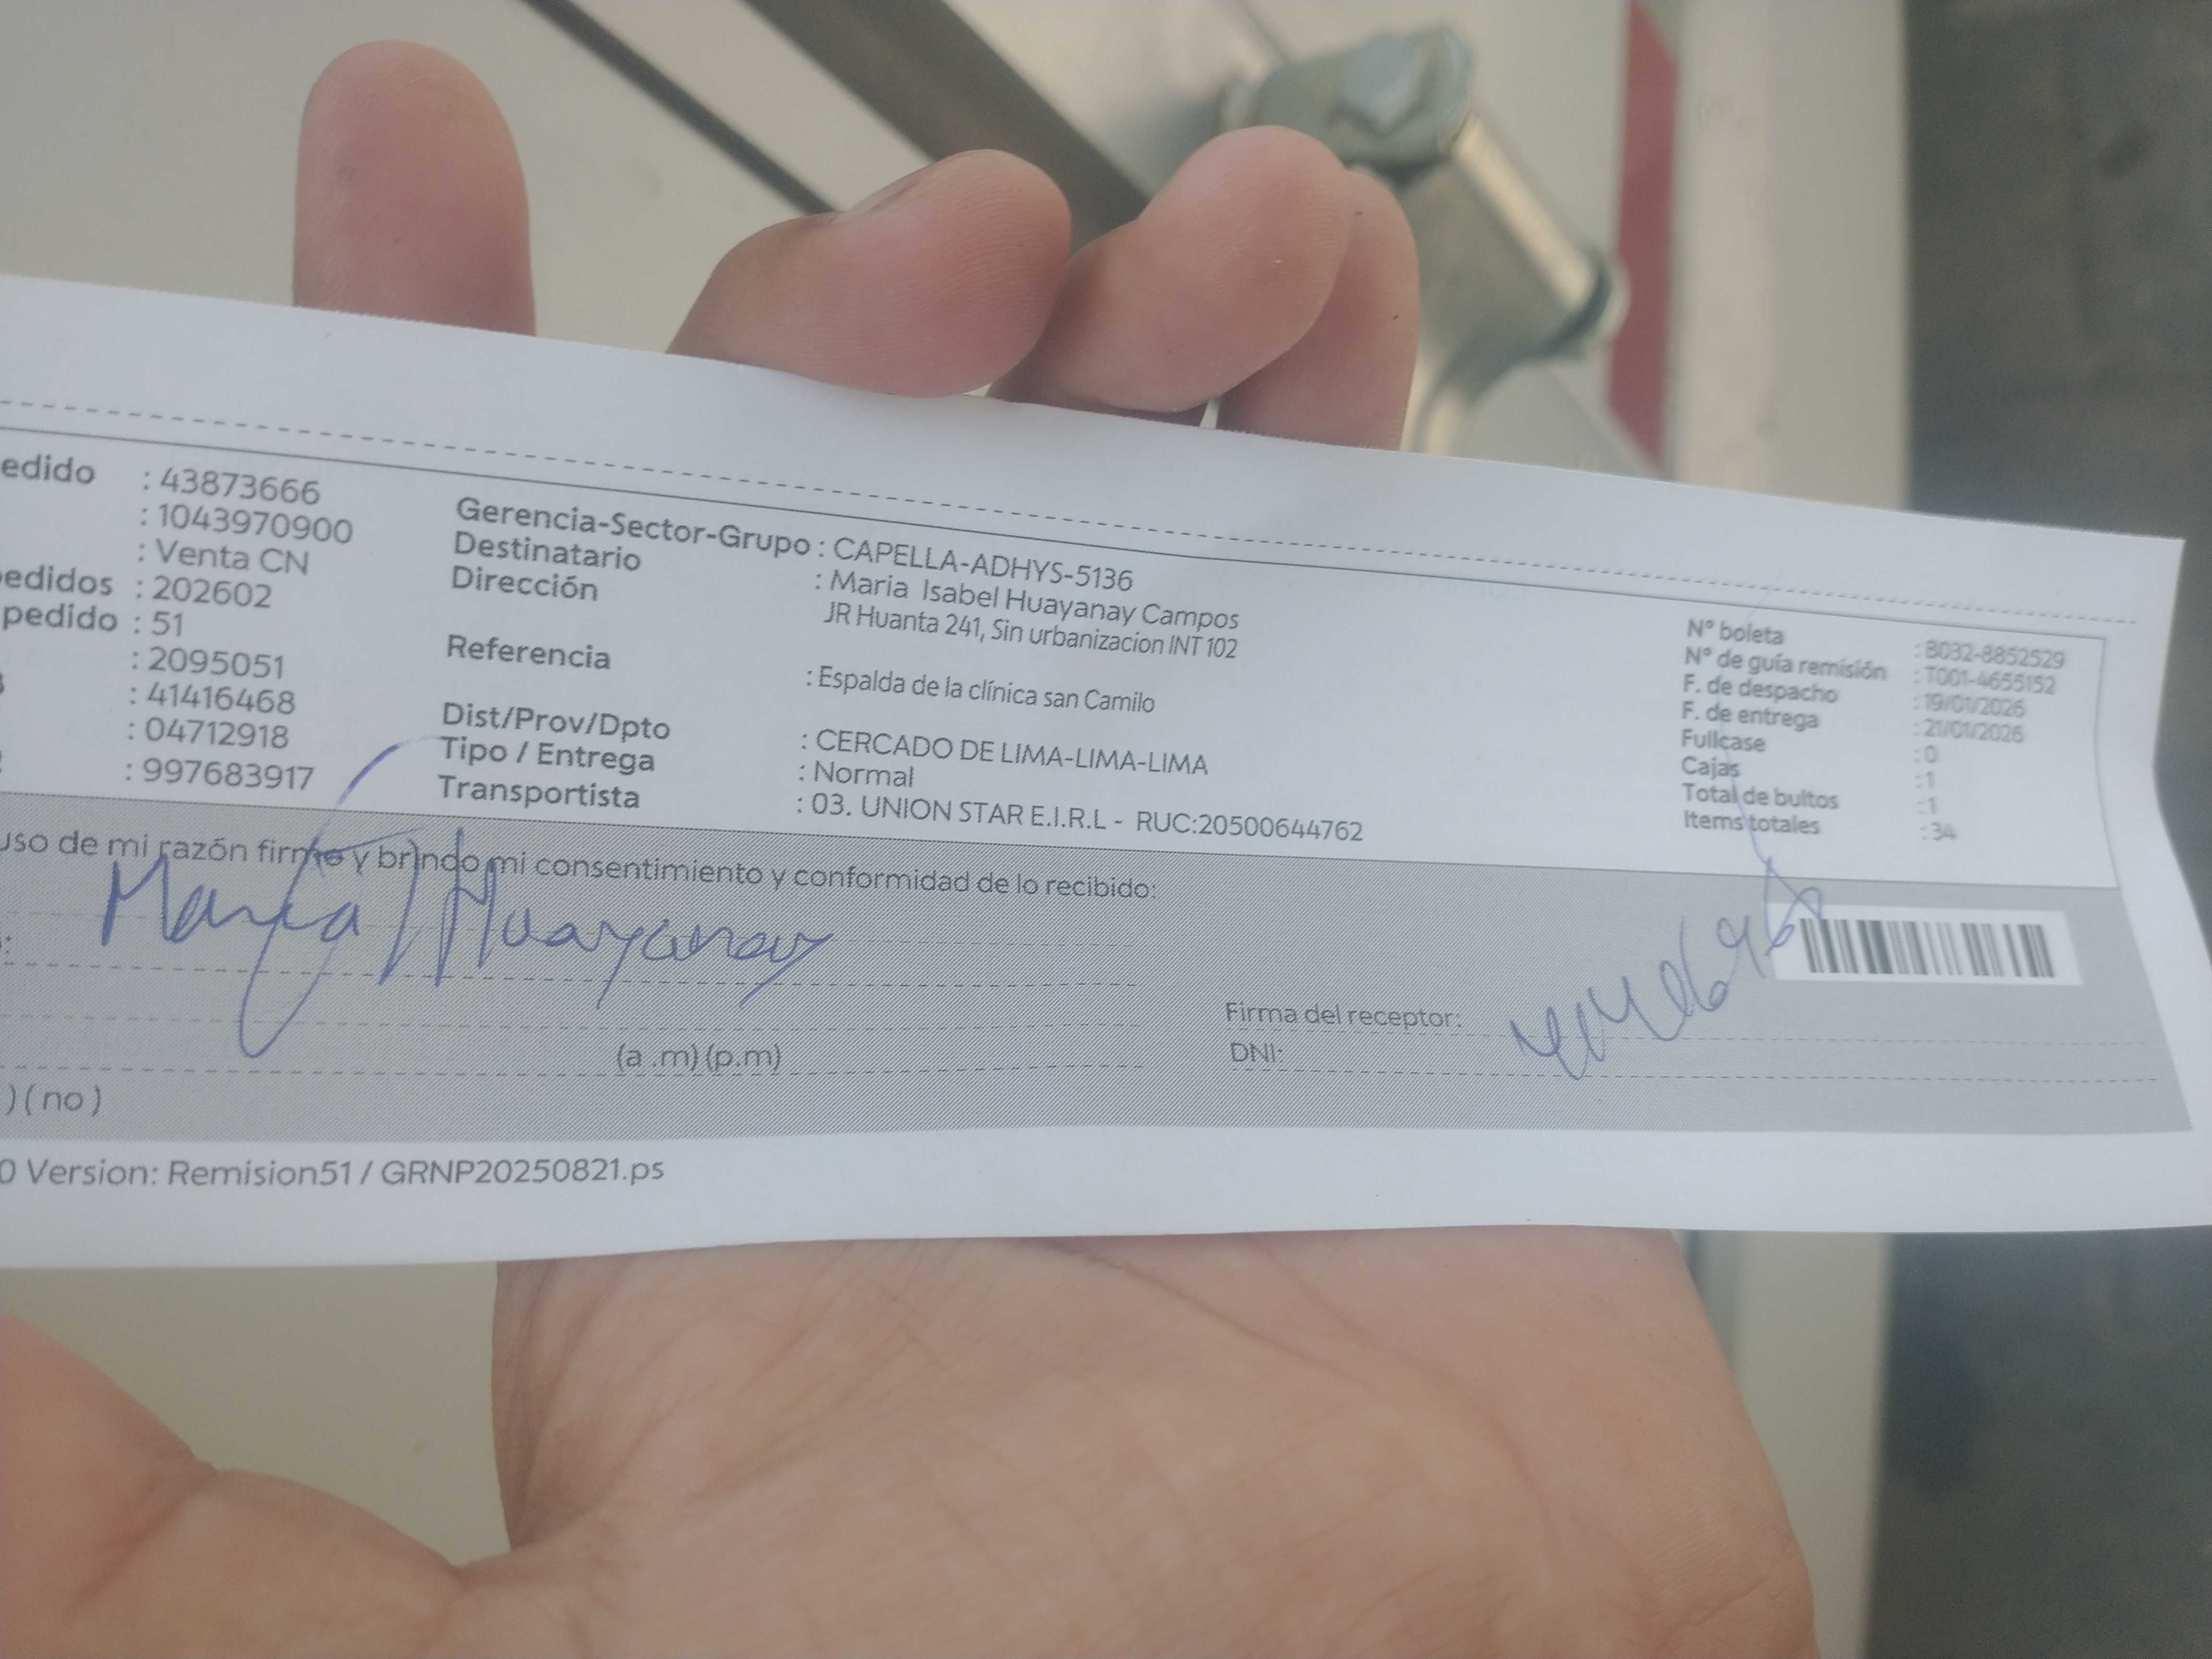 edido : 43873666
: 1043970900
: Venta CN
edidos : 202602
pedido : 51
: 2095051
: 41416468
: 04712918
: 997683917
Gerencia-Sector-Grupo : CAPELLA-ADHYS-5136
Destinatario : Maria Isabel Huayanay Campos
Dirección JR Huanta 241, Sin urbanizacion INT 102
Referencia : Espalda de la clínica san Camilo
Dist/Prov/Dpto : CERCADO DE LIMA-LIMA-LIMA
Tipo / Entrega : Normal
Transportista : 03. UNION STAR E.I.R.L - RUC:20500644762
N° boleta : B032-8852529
N° de guía remisión : T001-4655152
F. de despacho : 19/01/2026
F. de entrega : 21/01/2026
Fullcase : 0
Cajas : 1
Total de bultos : 1
Items totales : 34
uso de mi razón firmo y brindo mi consentimiento y conformidad de lo recibido:
Maria Huayanay
Firma del receptor:
(a .m) (p.m)
DNI:
) ( no )
0 Version: Remision51 / GRNP20250821.ps